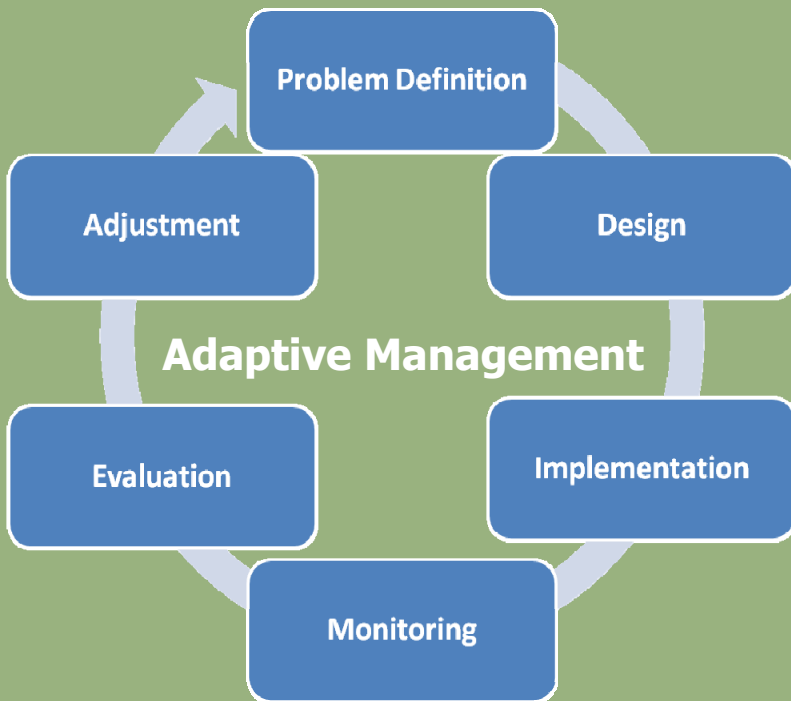 Problem Definition
Adjustment
Design
Adaptive Management
Evaluation
Implementation
Monitoring